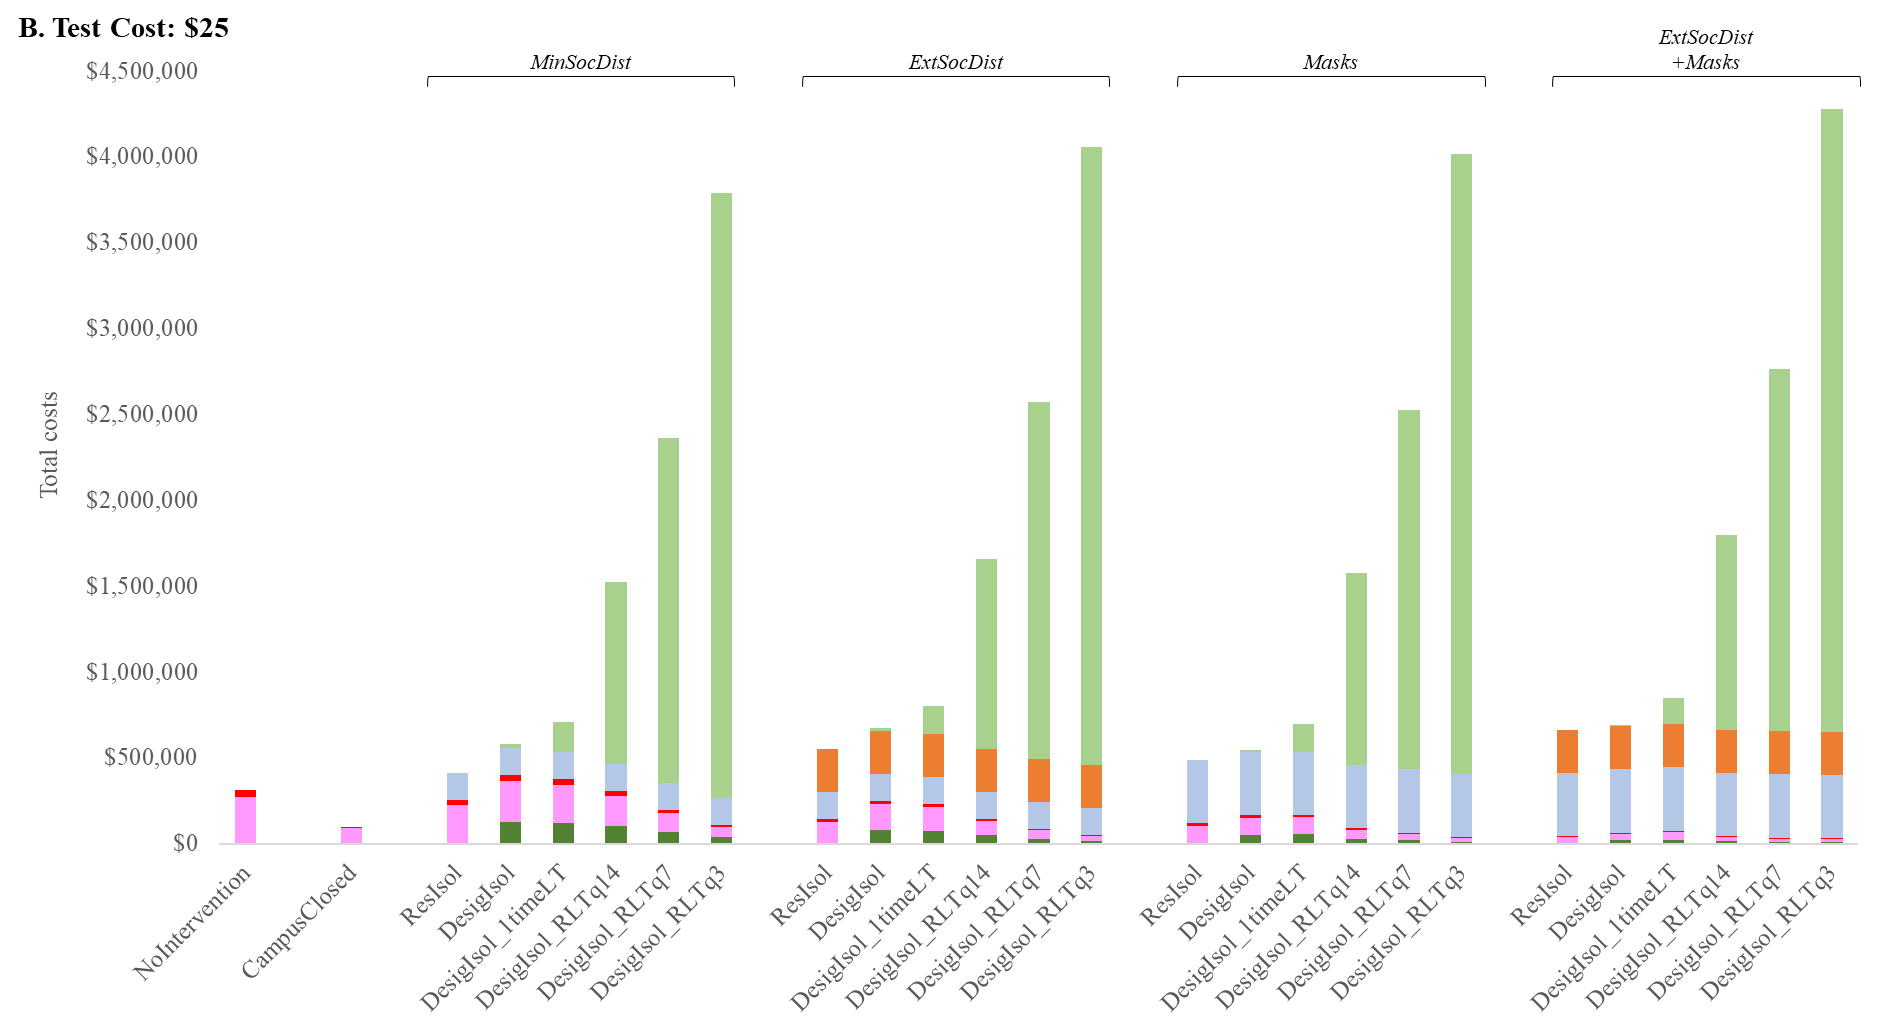 B. Test Cost: $25
MinSocDist
ExtSocDist
Masks
ExtSocDist
+Masks
$4,500,000
$4,000,000
$3,500,000
$3,000,000
$2,500,000
$2,000,000
$1,500,000
$1,000,000
$500,000
$0
Total costs
NoIntervention
CampusClosed
ResIsol
DesigIsol
DesigIsol_1timeLT
DesigIsol_RLTq14
DesigIsol_RLTq7
DesigIsol_RLTq3
ResIsol
DesigIsol
DesigIsol_1timeLT
DesigIsol_RLTq14
DesigIsol_RLTq7
DesigIsol_RLTq3
ResIsol
DesigIsol
DesigIsol_1timeLT
DesigIsol_RLTq14
DesigIsol_RLTq7
DesigIsol_RLTq3
ResIsol
DesigIsol
DesigIsol_1timeLT
DesigIsol_RLTq14
DesigIsol_RLTq7
DesigIsol_RLTq3